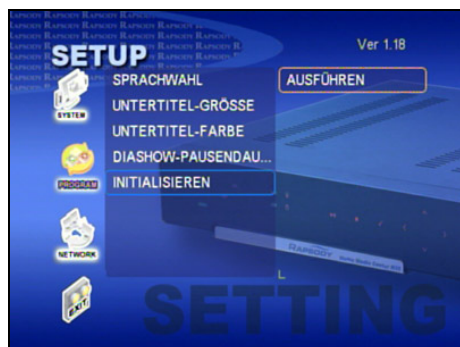 SETUP
Ver 1.18
SPRACHWAHL
AUSFÜHREN
UNTERTITEL-GRÖSSE
UNTERTITEL-FARBE
DIASHOW-PAUSENDAU...
INITIALISIEREN
SYSTEM
PROGRAM
NETWORK
EXIT
RAPSODY
L
SETTING